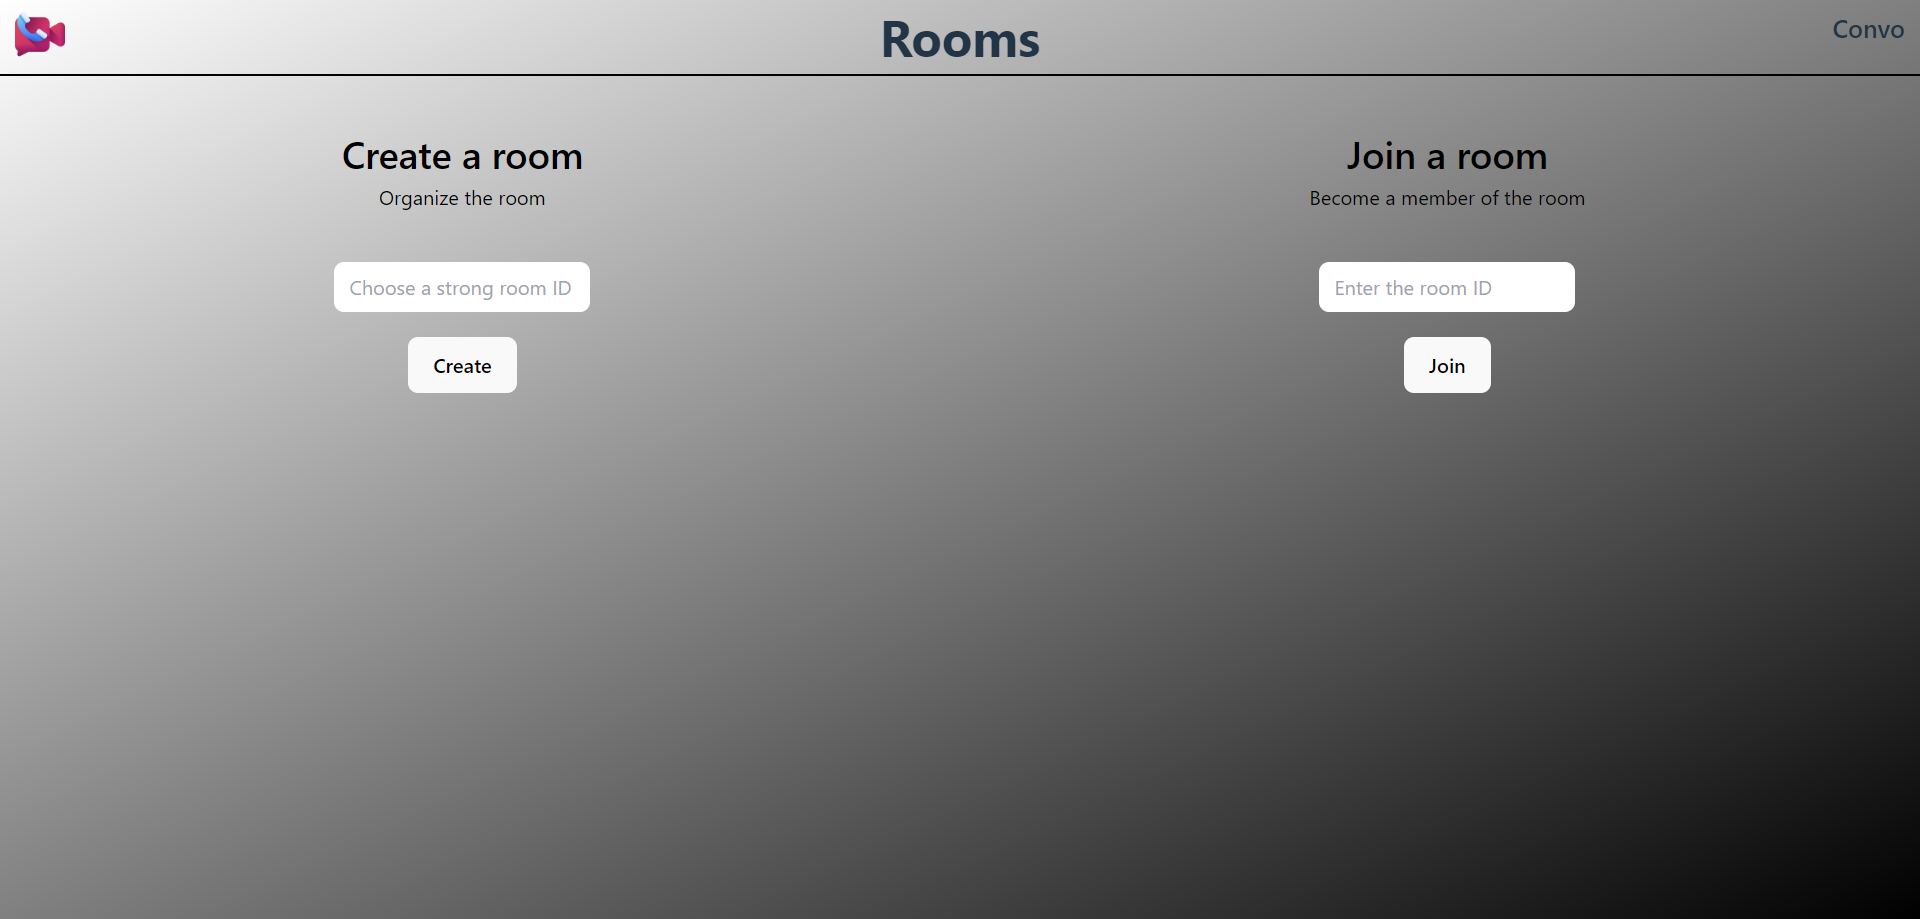 Rooms
Convo
Create a room
Organize the room
Choose a strong room ID
Create
Join a room
Become a member of the room
Enter the room ID
Join